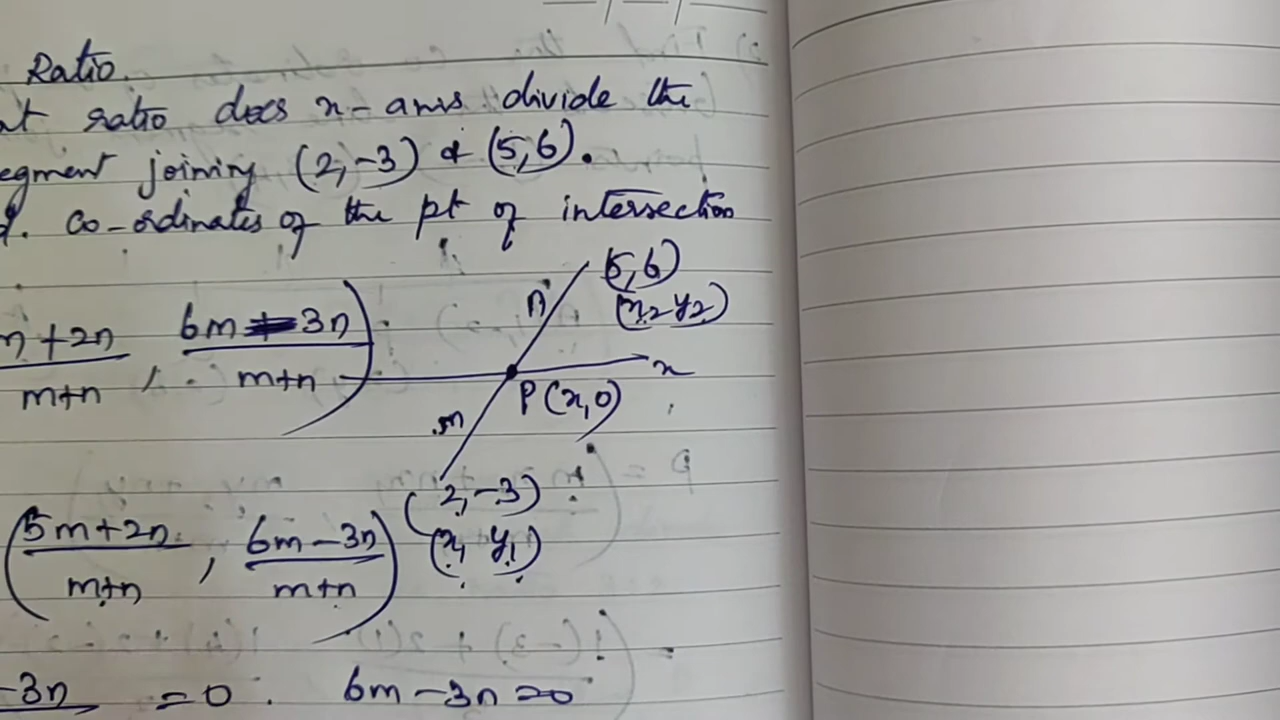 Ratio.
at ratio does x-axis divide the
egment joining (2,-3) & (5,6).
d. co-ordinates of the pt of intersection
m+2n/m+n , 6m-3n/m+n)
n (5,6)
(x2 y2)
x
P(x,0)
m
(2,-3)
(x1 y1)
(5m+2n/m+n , 6m-3n/m+n)
-3n =0. 6m-3n=0